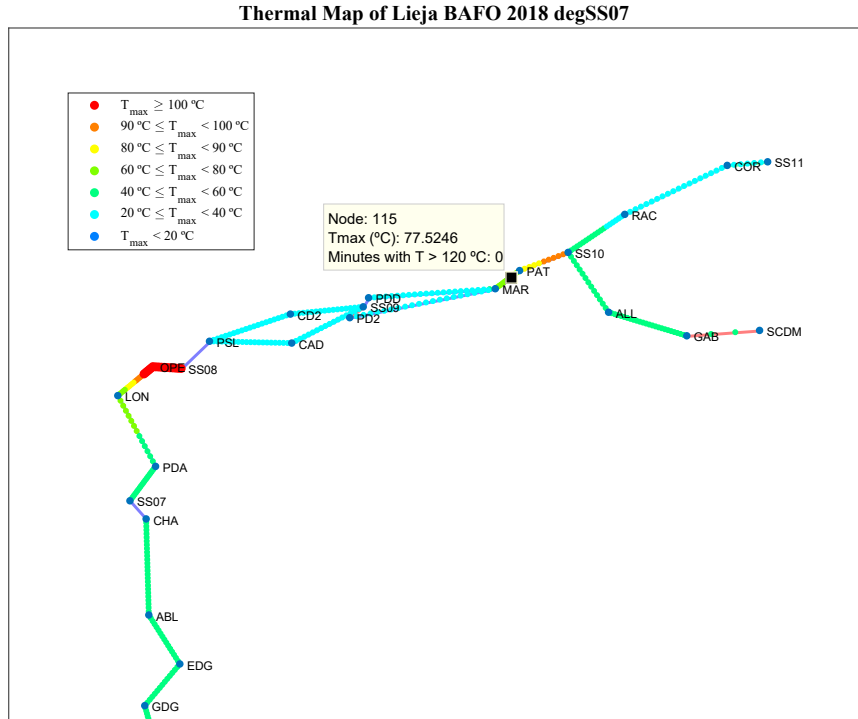 Thermal Map of Lieja BAFO 2018 degSS07
Tmax ≥ 100 ºC
90 ºC ≤ Tmax < 100 ºC
80 ºC ≤ Tmax < 90 ºC
60 ºC ≤ Tmax < 80 ºC
40 ºC ≤ Tmax < 60 ºC
20 ºC ≤ Tmax < 40 ºC
Tmax < 20 ºC
Node: 115
Tmax (ºC): 77.5246
Minutes with T > 120 ºC: 0
COR
SS11
RAC
SS10
PAT
MAR
PDD
SS09
CD2
PD2
ALL
SCDM
GAB
PSL
CAD
OPE
SS08
LON
PDA
SS07
CHA
ABL
EDG
GDG